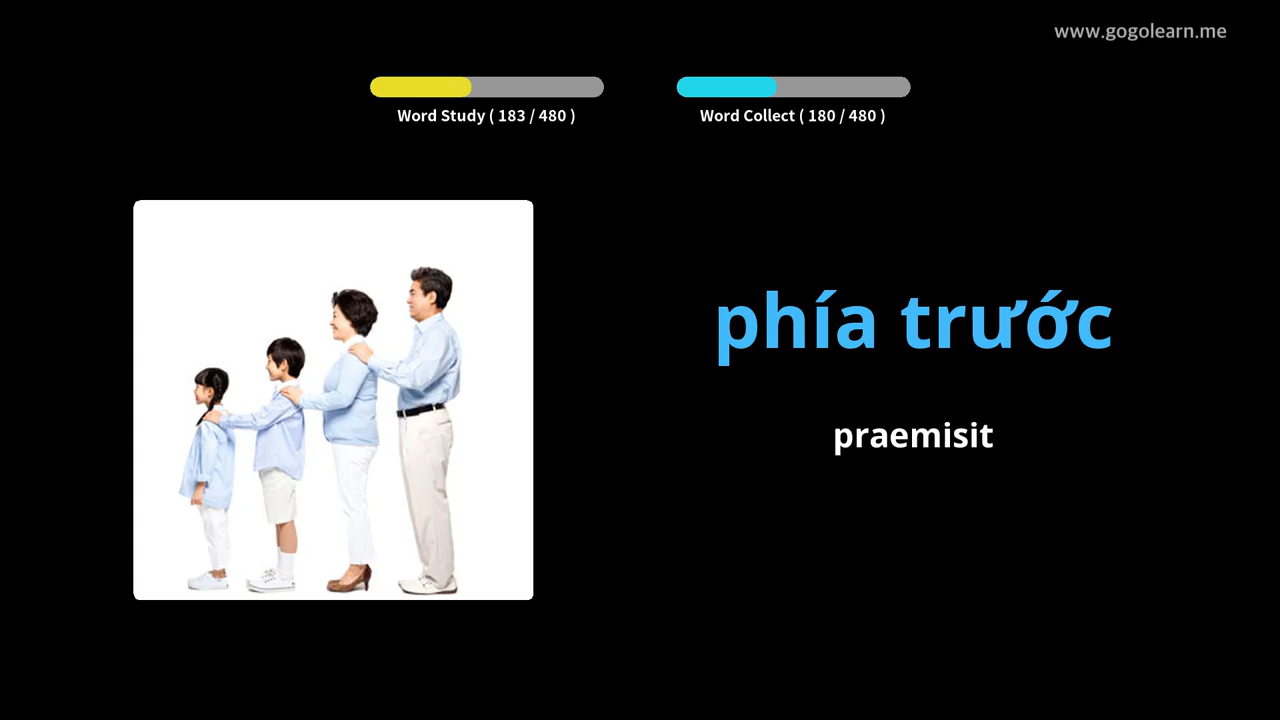 www.gogolearn.me
Word Study ( 183 / 480 )
Word Collect ( 180 / 480 )
phía trước
praemisit